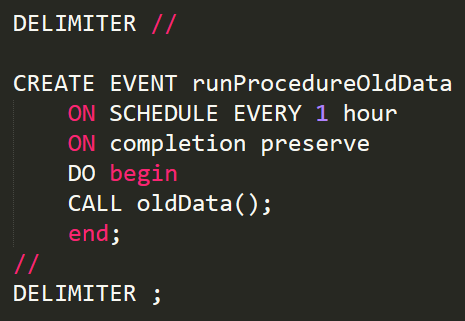 DELIMITER //
CREATE EVENT runProcedureOldData
ON SCHEDULE EVERY 1 hour
ON completion preserve
DO begin
CALL oldData();
end;
//
DELIMITER ;